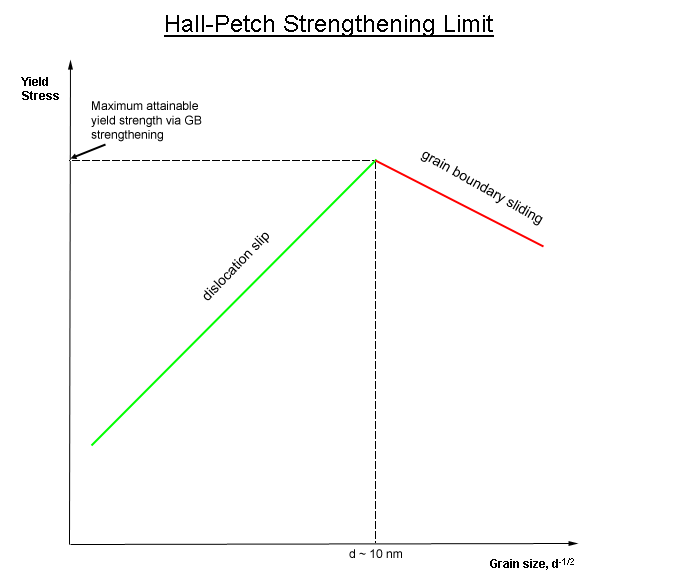 Hall-Petch Strengthening Limit
Yield
Stress
Maximum attainable
yield strength via GB
strengthening
grain boundary sliding
dislocation slip
d ~ 10 nm
Grain size, d-1/2